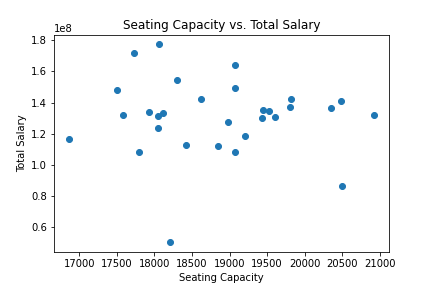 Seating Capacity vs. Total Salary
1e8
1.8
1.6
1.4
1.2
1.0
0.8
0.6
Total Salary
17000 17500 18000 18500 19000 19500 20000 20500 21000
Seating Capacity